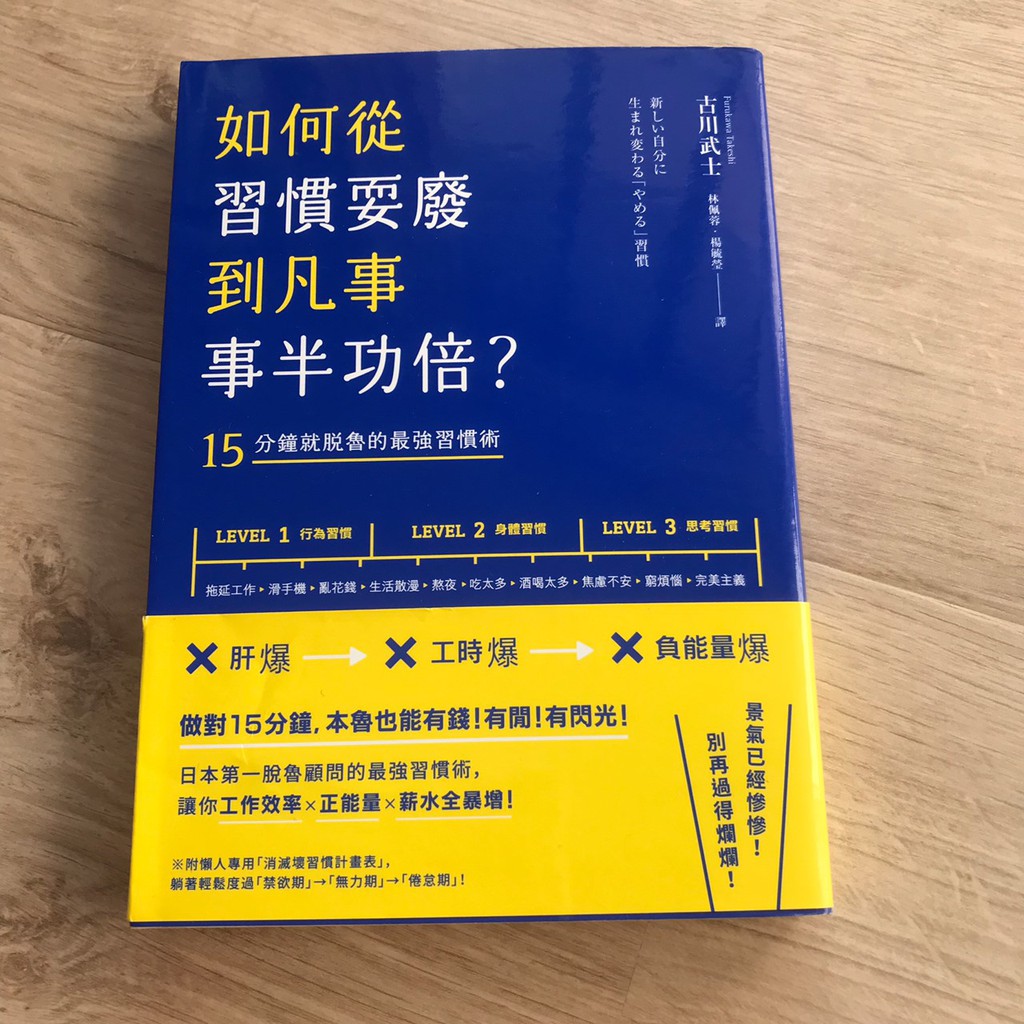 如何從
習慣耍廢
到凡事
事半功倍？
15 分鐘就脫魯的最強習慣術
Furukawa Takeshi
古川武士
林佩蓉・楊毓瑩——譯
新しい自分に
生まれ変わる「やめる」習慣
LEVEL 1 行為習慣
LEVEL 2 身體習慣
LEVEL 3 思考習慣
拖延工作▸滑手機▸亂花錢▸生活散漫▸熬夜▸吃太多▸酒喝太多▸焦慮不安▸窮煩惱▸完美主義
✕肝爆→✕工時爆→✕負能量爆
做對15分鐘，本魯也能有錢！有閒！有閃光！
日本第一脫魯顧問的最強習慣術，
讓你工作效率×正能量×薪水全暴增！
※附懶人專用「消滅壞習慣計畫表」，
躺著輕鬆度過「禁欲期」→「無力期」→「倦怠期」！
景氣已經慘慘！
別再過得爛爛！